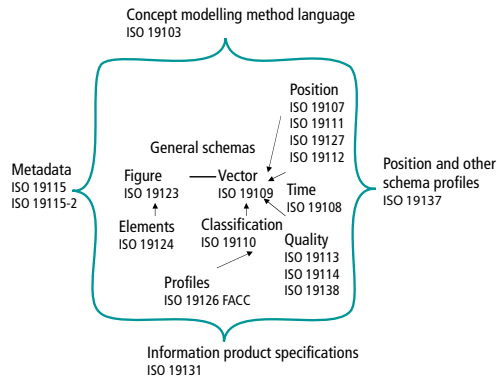 Concept modelling method language
ISO 19103
Position
ISO 19107
ISO 19111
ISO 19127
ISO 19112
General schemas
Metadata
ISO 19115
ISO 19115-2
Figure
ISO 19123
Vector
ISO 19109
Time
ISO 19108
Position and other
schema profiles
ISO 19137
Elements
ISO 19124
Classification
ISO 19110
Quality
ISO 19113
ISO 19114
ISO 19138
Profiles
ISO 19126 FACC
Information product specifications
ISO 19131